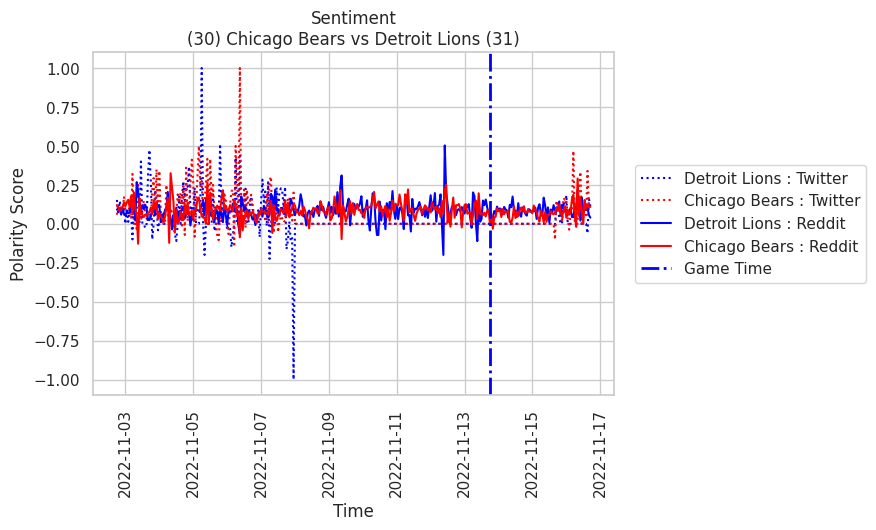 Sentiment
(30) Chicago Bears vs Detroit Lions (31)
1.00
0.75
0.50
0.25
0.00
−0.25
−0.50
−0.75
−1.00
Polarity Score
2022-11-03
2022-11-05
2022-11-07
2022-11-09
2022-11-11
2022-11-13
2022-11-15
2022-11-17
Time
Detroit Lions : Twitter
Chicago Bears : Twitter
Detroit Lions : Reddit
Chicago Bears : Reddit
Game Time